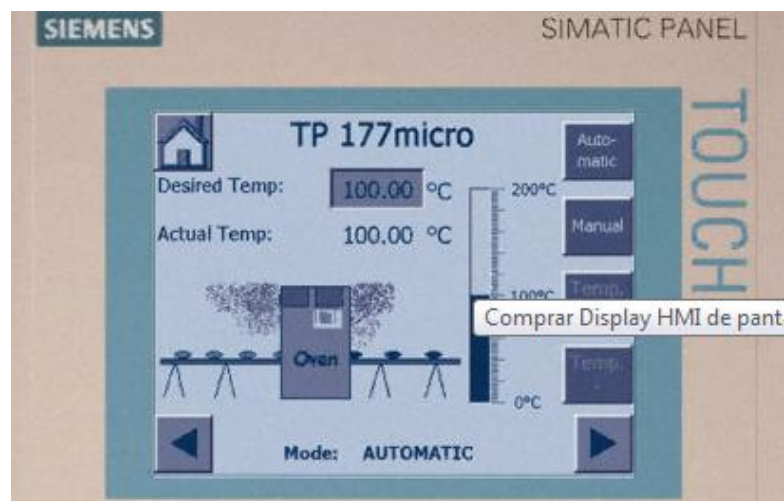 SIEMENS
SIMATIC PANEL
TOUCH
TP 177micro
Auto-
matic
Desired Temp: 100.00 °C
200°C
Actual Temp: 100.00 °C
Manual
100°C
Temp.
Comprar Display HMI de pant
Oven
Temp.
-
0°C
Mode: AUTOMATIC